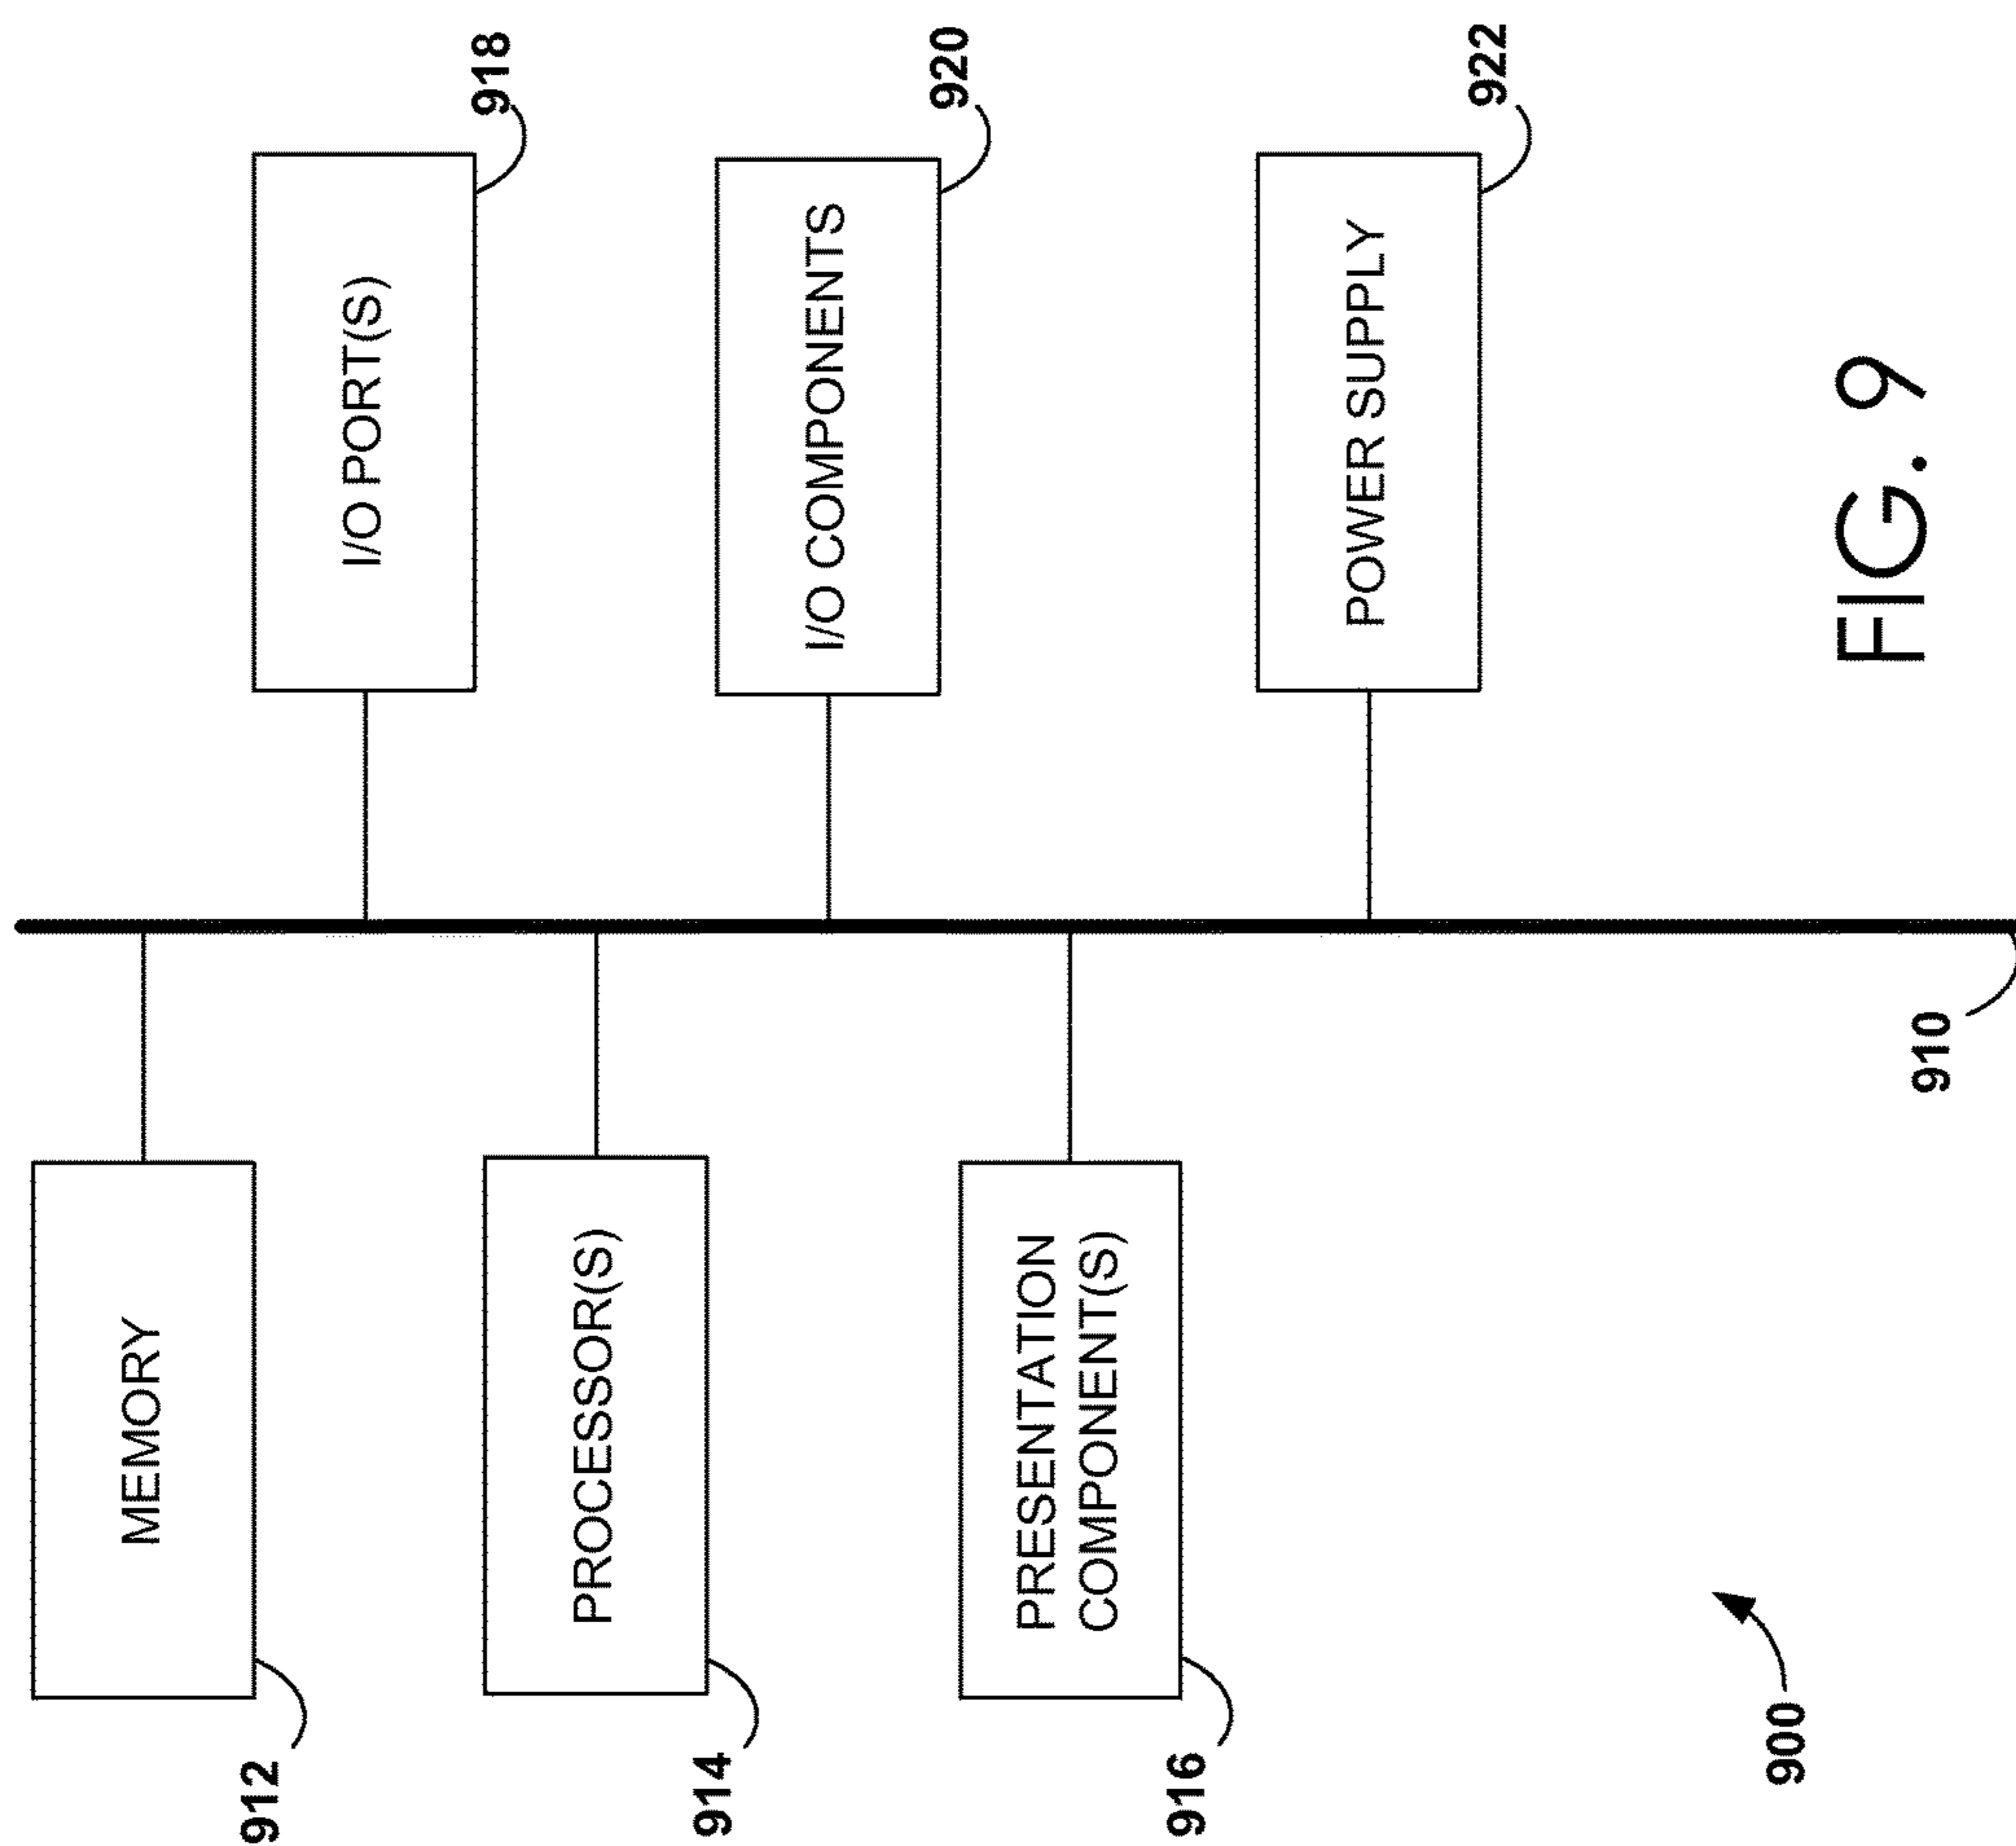 MEMORY
912
PROCESSOR(S)
914
PRESENTATION
COMPONENT(S)
916
I/O PORT(S)
918
I/O COMPONENTS
920
POWER SUPPLY
922
910
900
FIG. 9